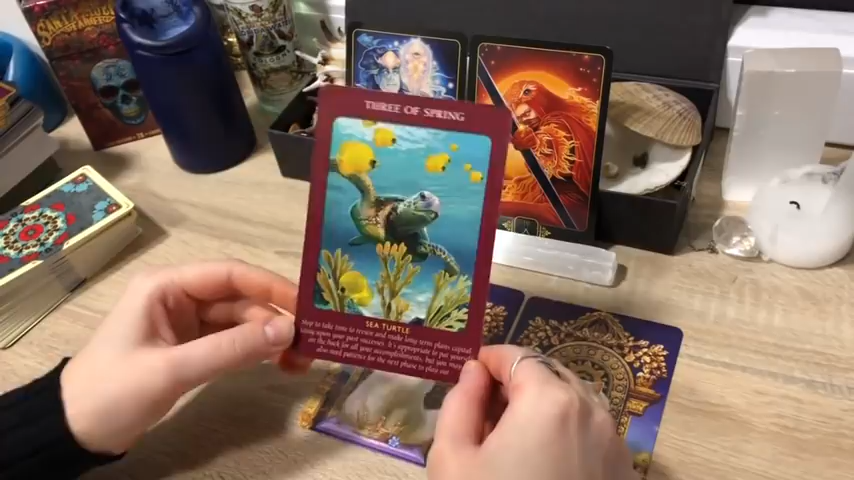 THREE OF SPRING
SEA TURTLE
Stop to take time to review and make long term plans capital
izing upon your past successes. It's appropriate to pat yourself
on the back for all your accomplishments, but you may
also need patience for the next phase to play out.